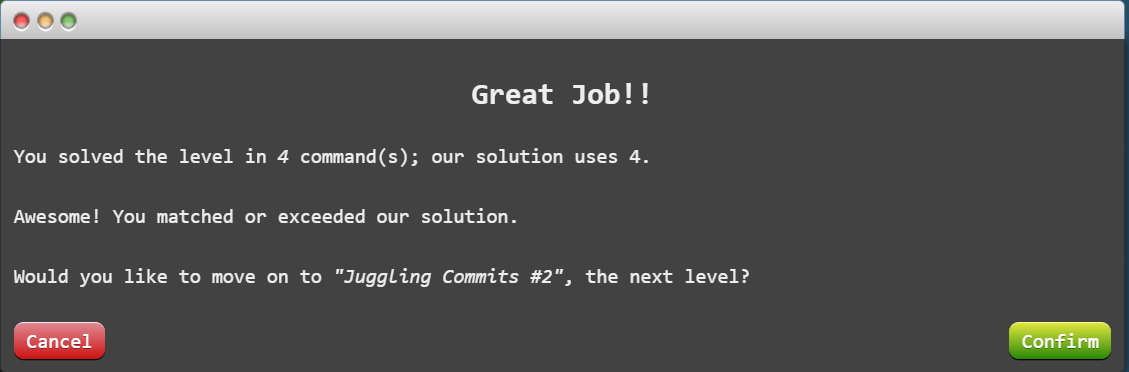 Great Job!!
You solved the level in 4 command(s); our solution uses 4.
Awesome! You matched or exceeded our solution.
Would you like to move on to "Juggling Commits #2", the next level?
Cancel
Confirm